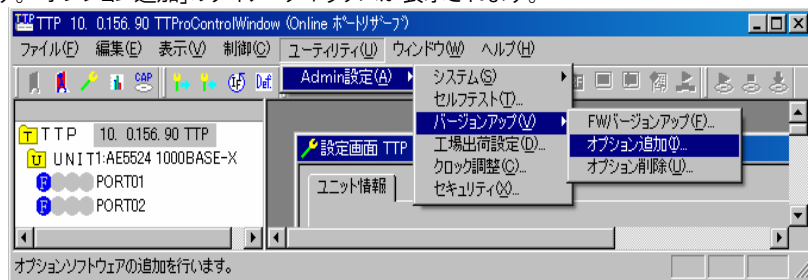 TTP 10. 0.156. 90 TTProControlWindow (Online ポートリザーブ)
ファイル(F) 編集(E) 表示(V) 制御(C) ユーティリティ(U) ウィンドウ(W) ヘルプ(H)
CAP Def.
Admin設定(A)
システム(S)
セルフテスト(T)...
バージョンアップ(V)
工場出荷設定(D)...
クロック調整(C)...
セキュリティ(X)...
FWバージョンアップ(F)...
オプション追加(I)...
オプション削除(U)...
TTP 10. 0.156. 90 TTP
UNIT1:AE5524 1000BASE-X
PORT01
PORT02
設定画面 TTP
ユニット情報
オプションソフトウェアの追加を行います。